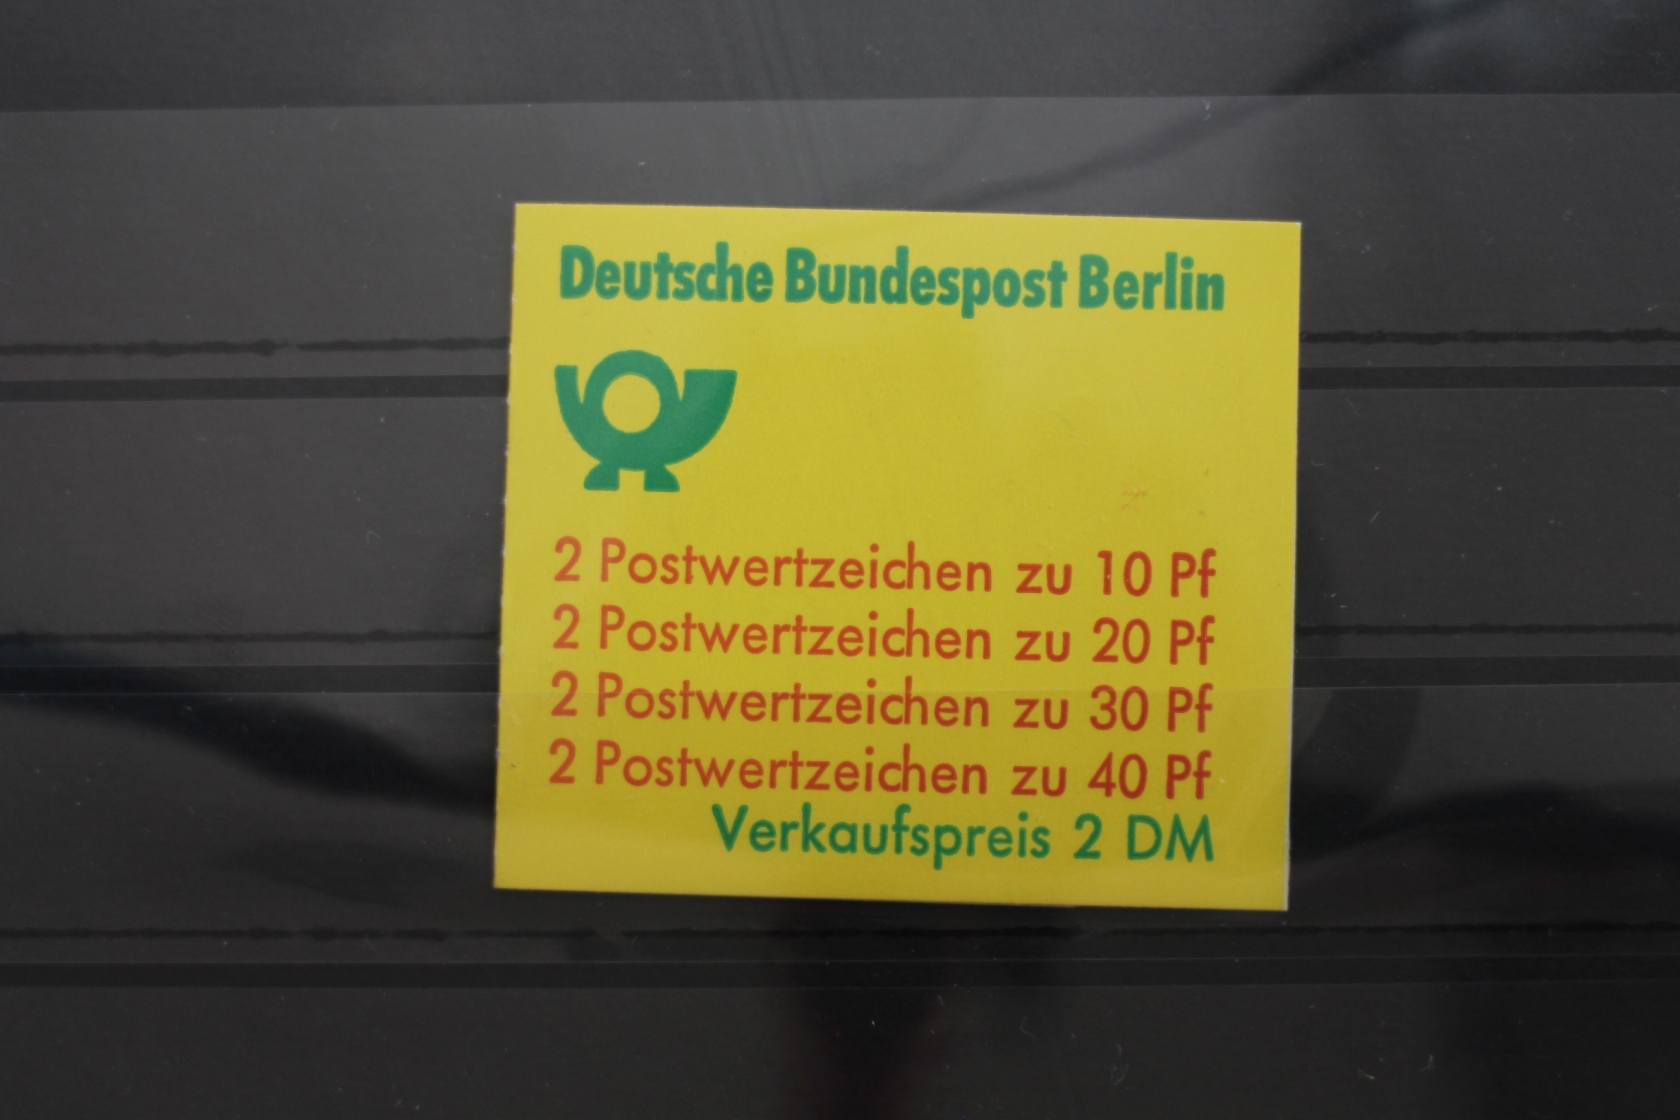 Deutsche Bundespost Berlin
2 Postwertzeichen zu 10 Pf
2 Postwertzeichen zu 20 Pf
2 Postwertzeichen zu 30 Pf
2 Postwertzeichen zu 40 Pf
Verkaufspreis 2 DM